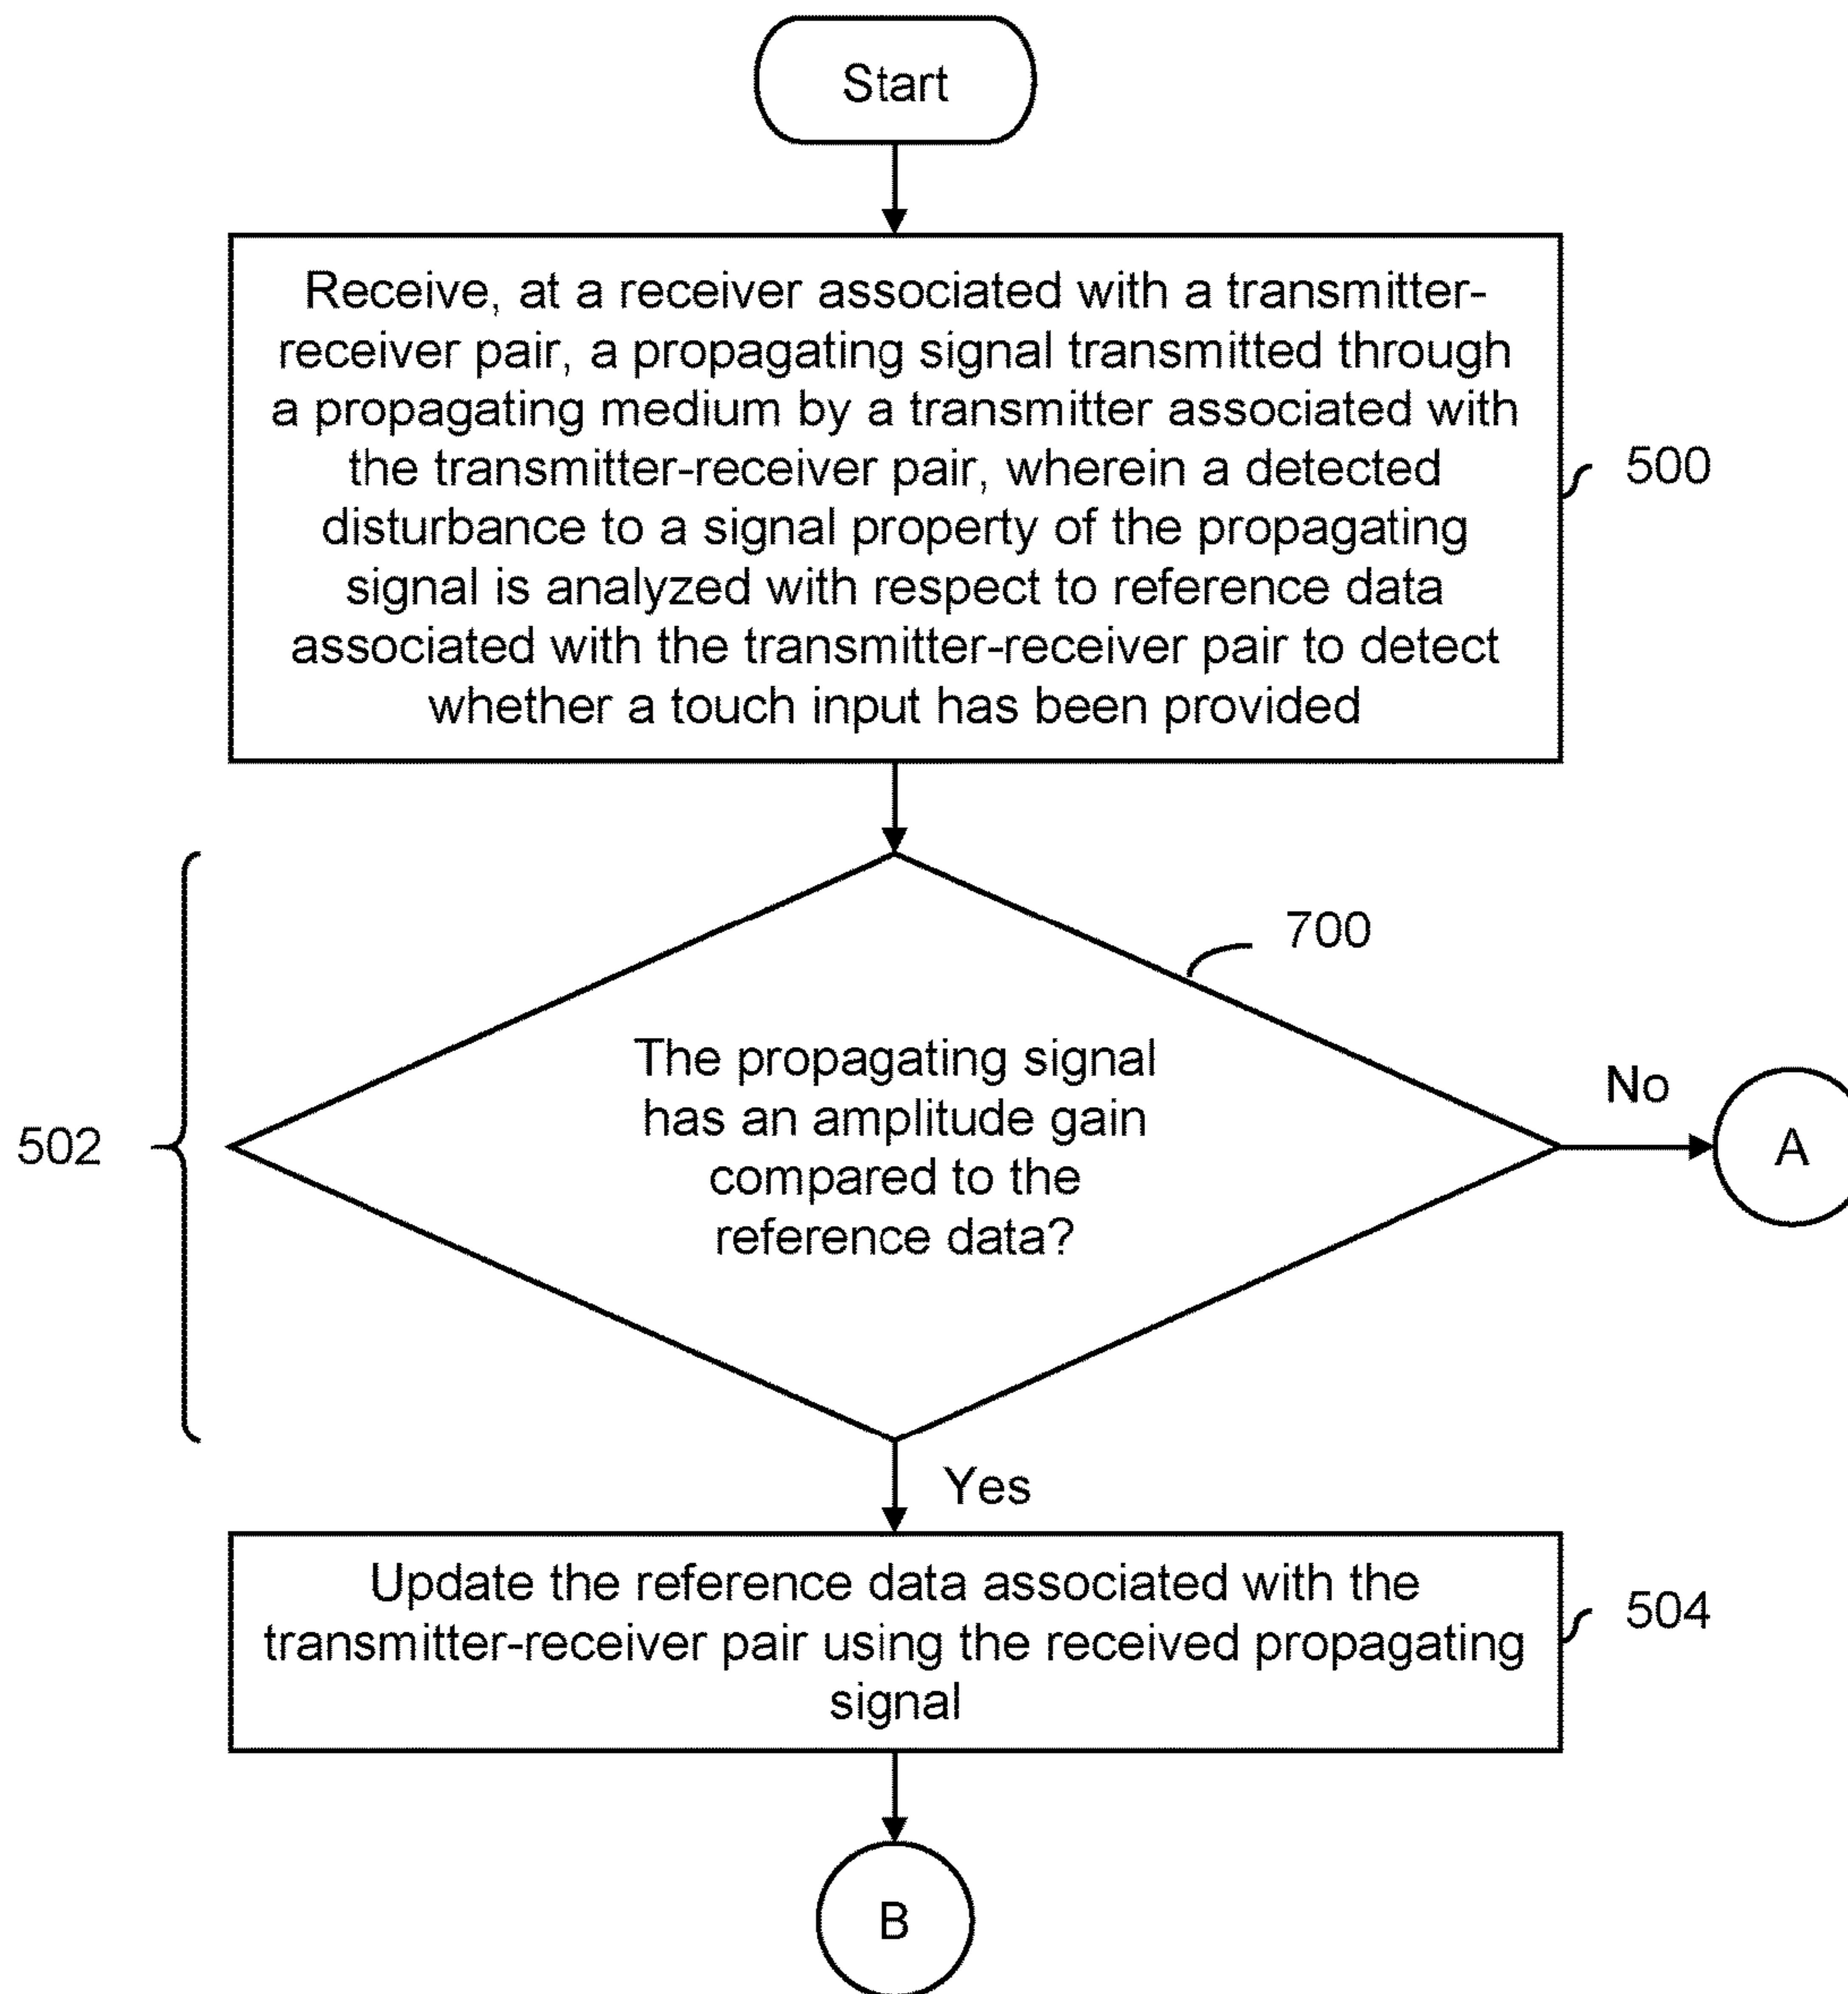 Start
Receive, at a receiver associated with a transmitter-
receiver pair, a propagating signal transmitted through
a propagating medium by a transmitter associated with
the transmitter-receiver pair, wherein a detected
disturbance to a signal property of the propagating
signal is analyzed with respect to reference data
associated with the transmitter-receiver pair to detect
whether a touch input has been provided
500
700
The propagating signal
has an amplitude gain
compared to the
reference data?
502
No
A
Yes
Update the reference data associated with the
transmitter-receiver pair using the received propagating
signal
504
B